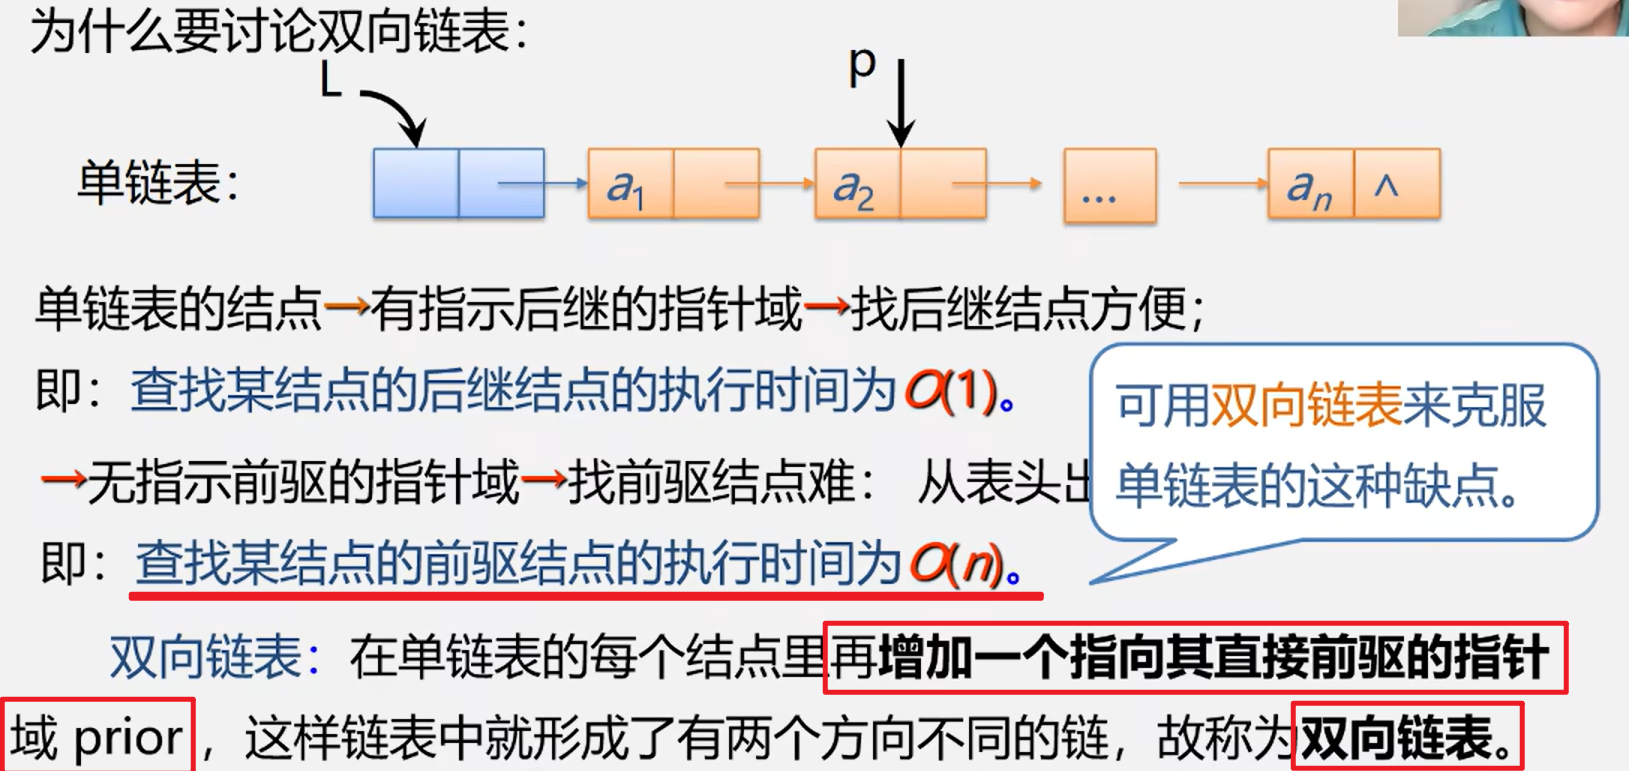 为什么要讨论双向链表：
L
p
单链表：
a1 a2 … an ∧
单链表的结点→有指示后继的指针域→找后继结点方便；
即：查找某结点的后继结点的执行时间为O(1)。
→无指示前驱的指针域→找前驱结点难： 从表头出
即：查找某结点的前驱结点的执行时间为O(n)。
可用双向链表来克服
单链表的这种缺点。
双向链表：在单链表的每个结点里再增加一个指向其直接前驱的指针
域 prior，这样链表中就形成了有两个方向不同的链，故称为双向链表。